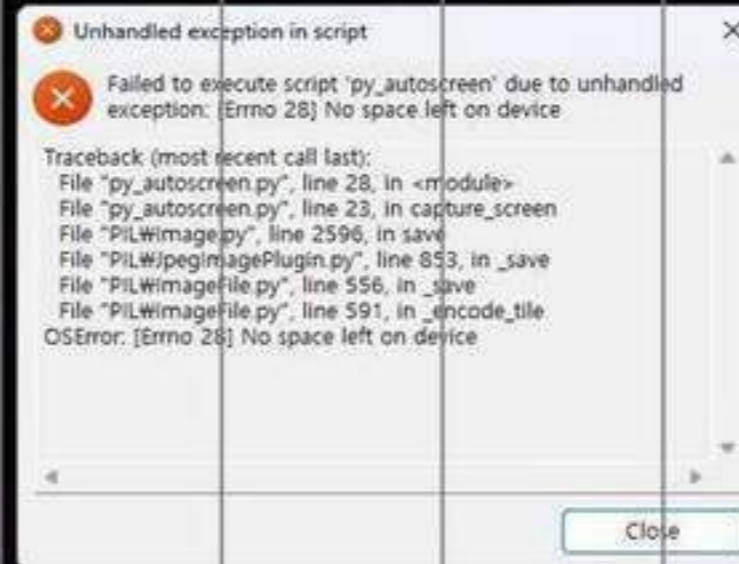 Unhandled exception in script
Failed to execute script 'py_autoscreen' due to unhandled
exception: [Errno 28] No space left on device
Traceback (most recent call last):
File "py_autoscreen.py", line 28, in <module>
File "py_autoscreen.py", line 23, in capture_screen
File "PIL₩Image.py", line 2596, in save
File "PIL₩JpegImagePlugin.py", line 853, in _save
File "PIL₩ImageFile.py", line 556, in _save
File "PIL₩ImageFile.py", line 591, in _encode_tile
OSError: [Errno 28] No space left on device
Close